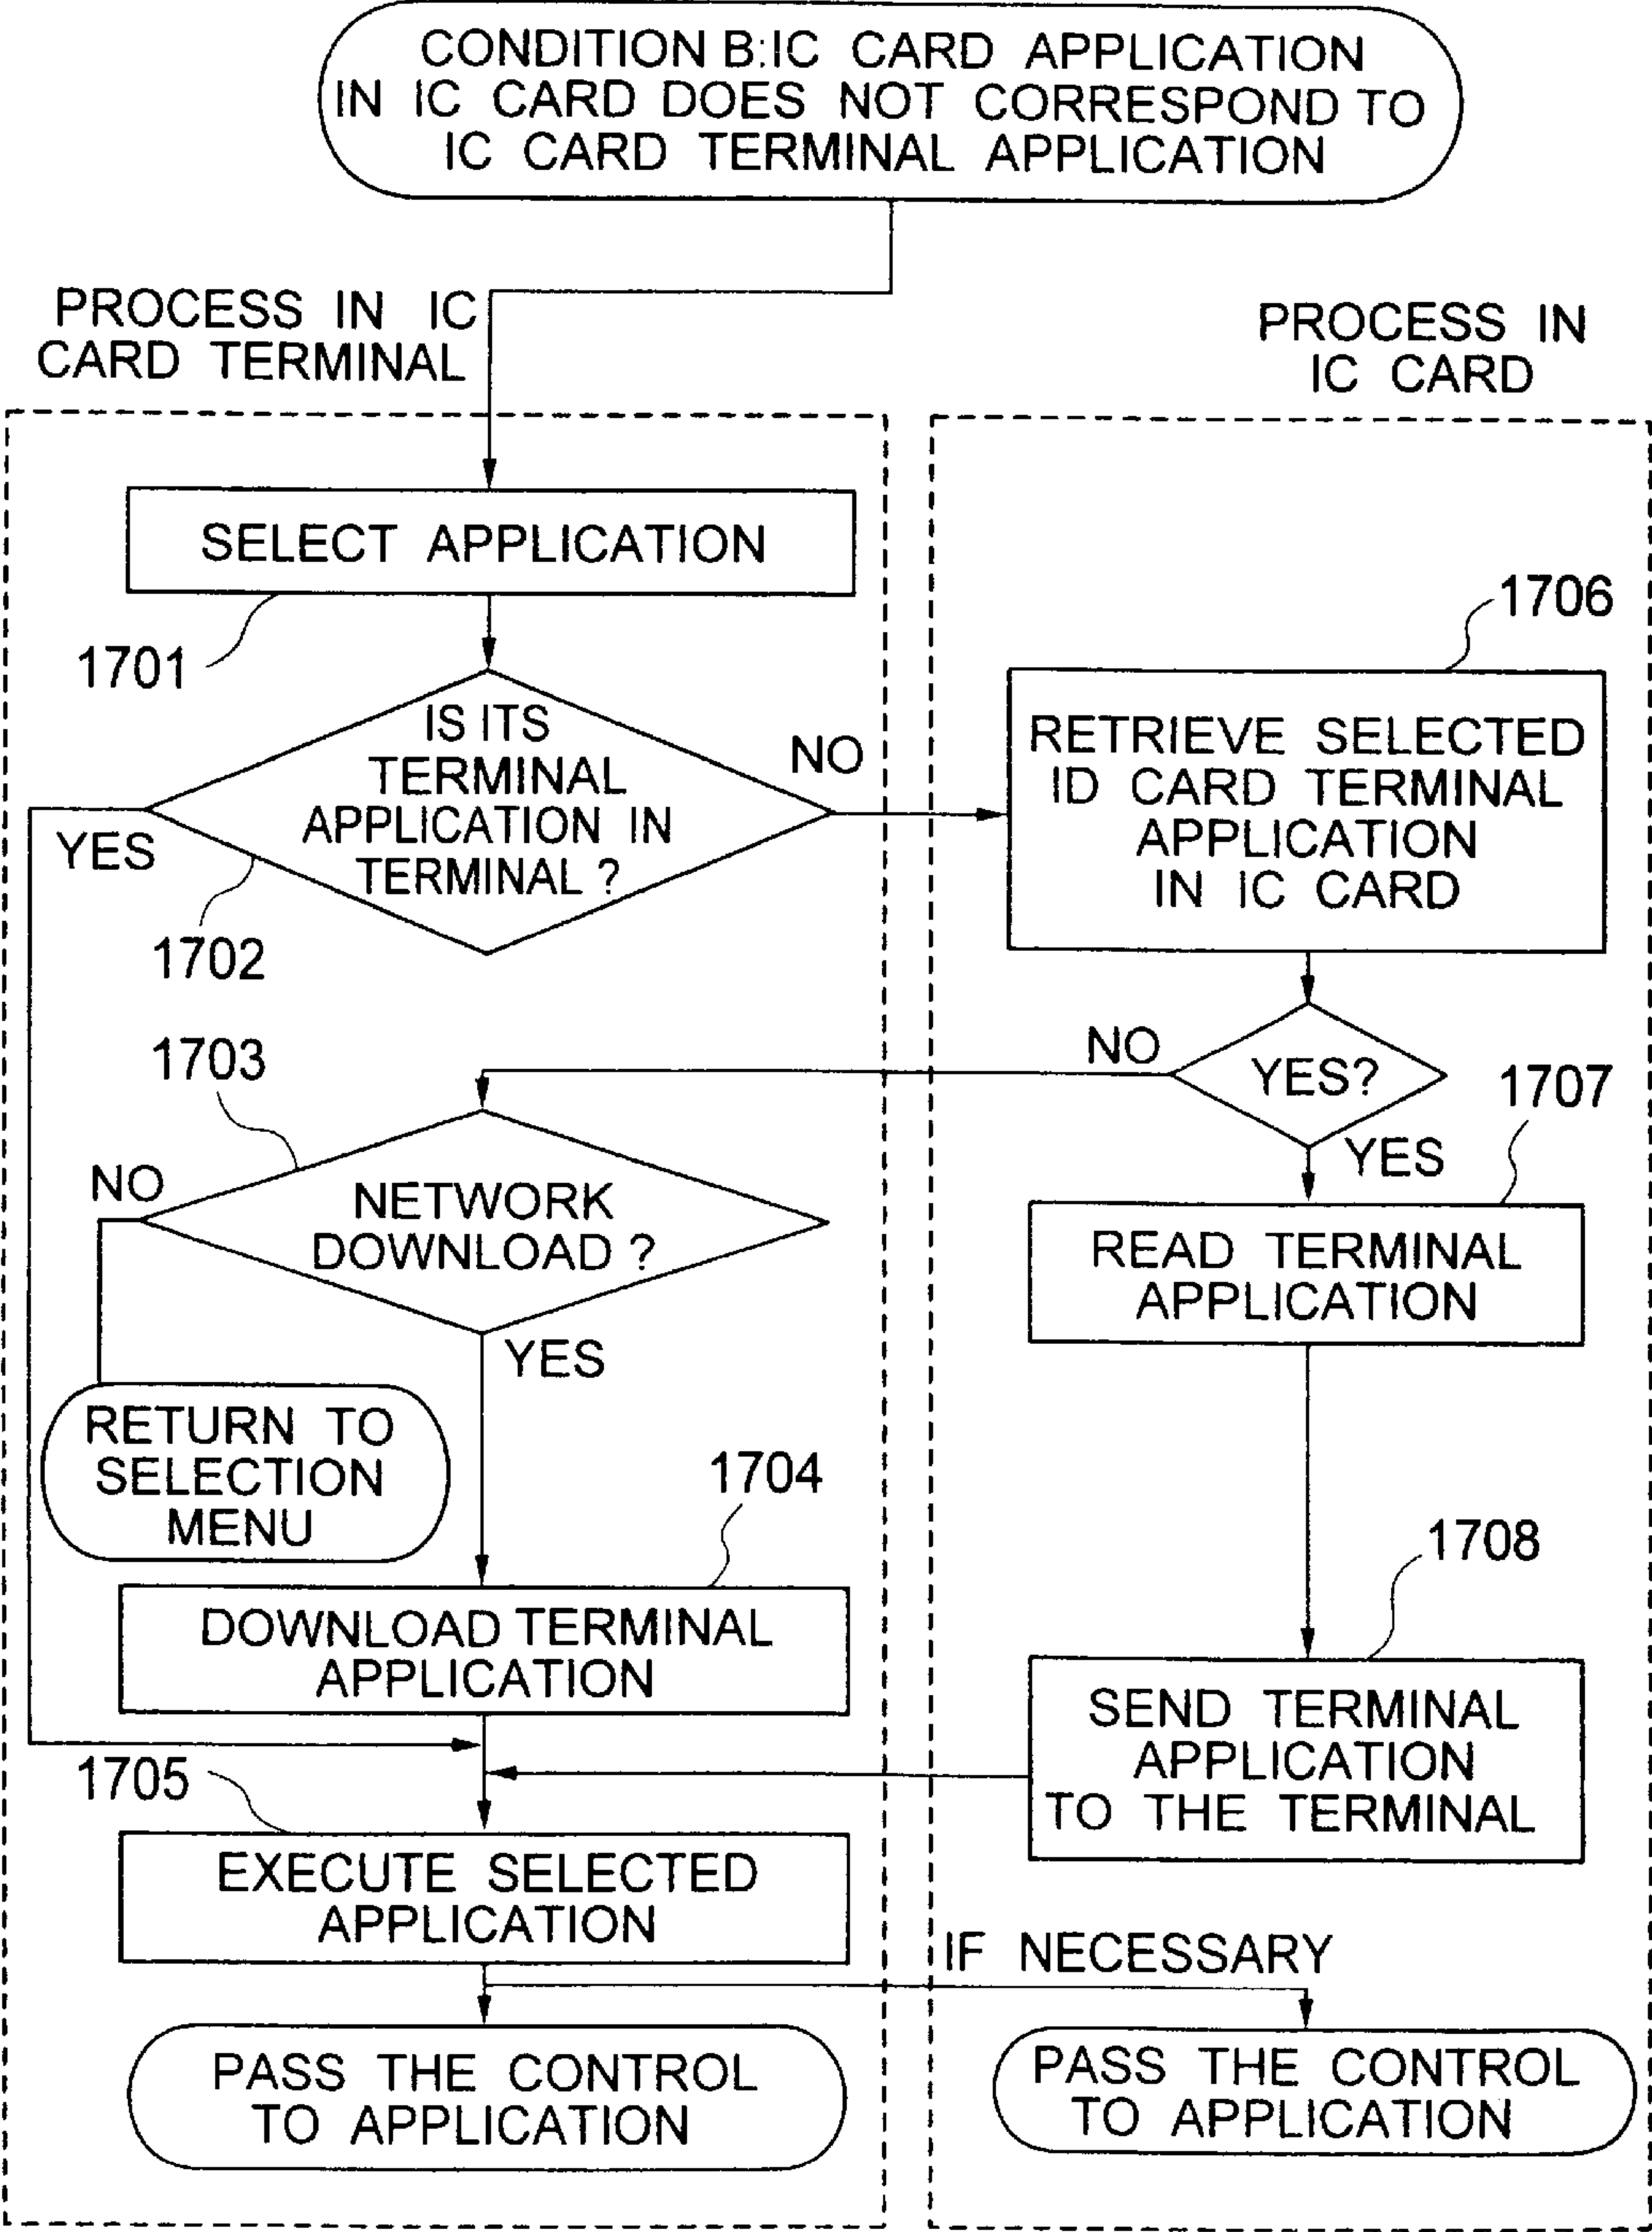 CONDITION B:IC CARD APPLICATION
IN IC CARD DOES NOT CORRESPOND TO
IC CARD TERMINAL APPLICATION
PROCESS IN IC
CARD TERMINAL
PROCESS IN
IC CARD
SELECT APPLICATION
1701
IS ITS
TERMINAL
APPLICATION IN
TERMINAL ?
NO
YES
1702
1706
RETRIEVE SELECTED
ID CARD TERMINAL
APPLICATION
IN IC CARD
NO
YES?
YES
1703
NO
NETWORK
DOWNLOAD ?
YES
1707
READ TERMINAL
APPLICATION
RETURN TO
SELECTION
MENU
1704
DOWNLOAD TERMINAL
APPLICATION
1708
SEND TERMINAL
APPLICATION
TO THE TERMINAL
1705
EXECUTE SELECTED
APPLICATION
IF NECESSARY
PASS THE CONTROL
TO APPLICATION
PASS THE CONTROL
TO APPLICATION